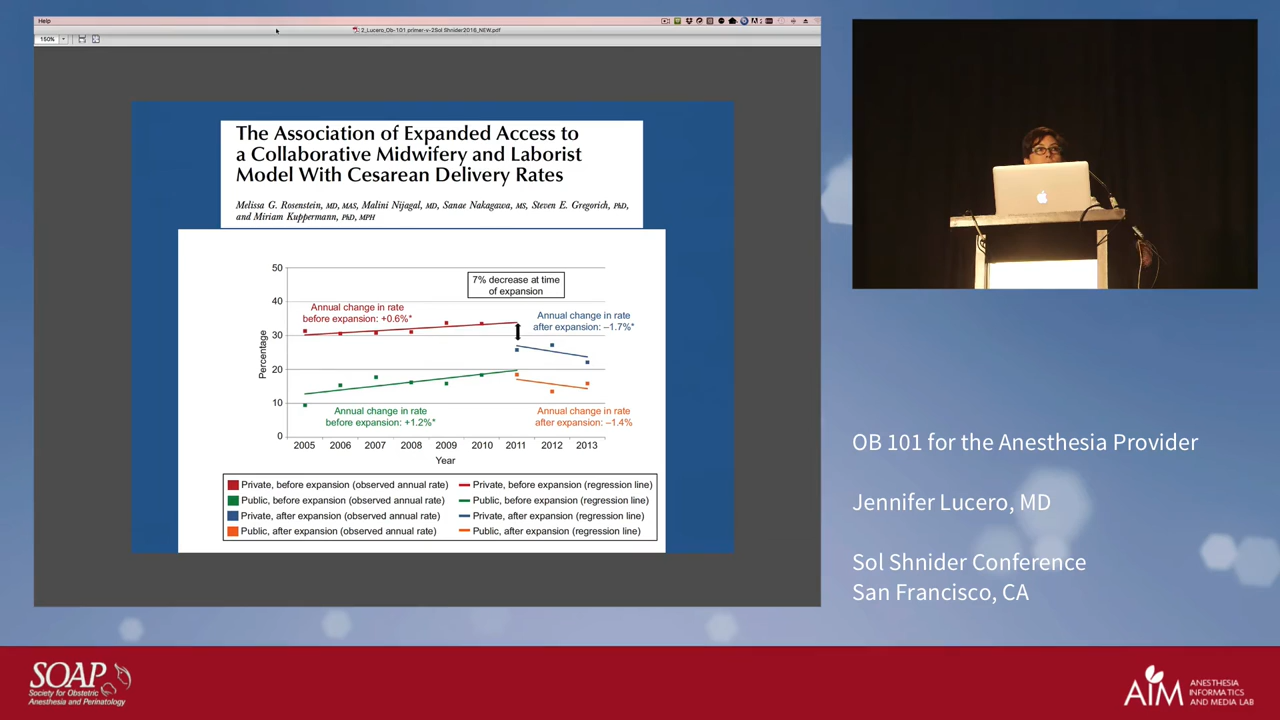 Help
2_Lucero_Ob-101 primer-v-2Sol Shnider2018_NEW.pdf
150%
The Association of Expanded Access to
a Collaborative Midwifery and Laborist
Model With Cesarean Delivery Rates
Melissa G. Rosenstein, MD, MAS, Malini Nijagal, MD, Sanae Nakagawa, MS, Steven E. Gregorich, PhD,
and Miriam Kuppermann, PhD, MPH
50
40
30
20
10
0
Percentage
7% decrease at time
of expansion
Annual change in rate
before expansion: +0.6%*
Annual change in rate
after expansion: –1.7%*
Annual change in rate
before expansion: +1.2%*
Annual change in rate
after expansion: –1.4%
2005 2006 2007 2008 2009 2010 2011 2012 2013
Year
Private, before expansion (observed annual rate) Private, before expansion (regression line)
Public, before expansion (observed annual rate) Public, before expansion (regression line)
Private, after expansion (observed annual rate) Private, after expansion (regression line)
Public, after expansion (observed annual rate) Public, after expansion (regression line)
OB 101 for the Anesthesia Provider
Jennifer Lucero, MD
Sol Shnider Conference
San Francisco, CA
SOAP
Society for Obstetric
Anesthesia and Perinatology
AIM
ANESTHESIA
INFORMATICS
AND MEDIA LAB